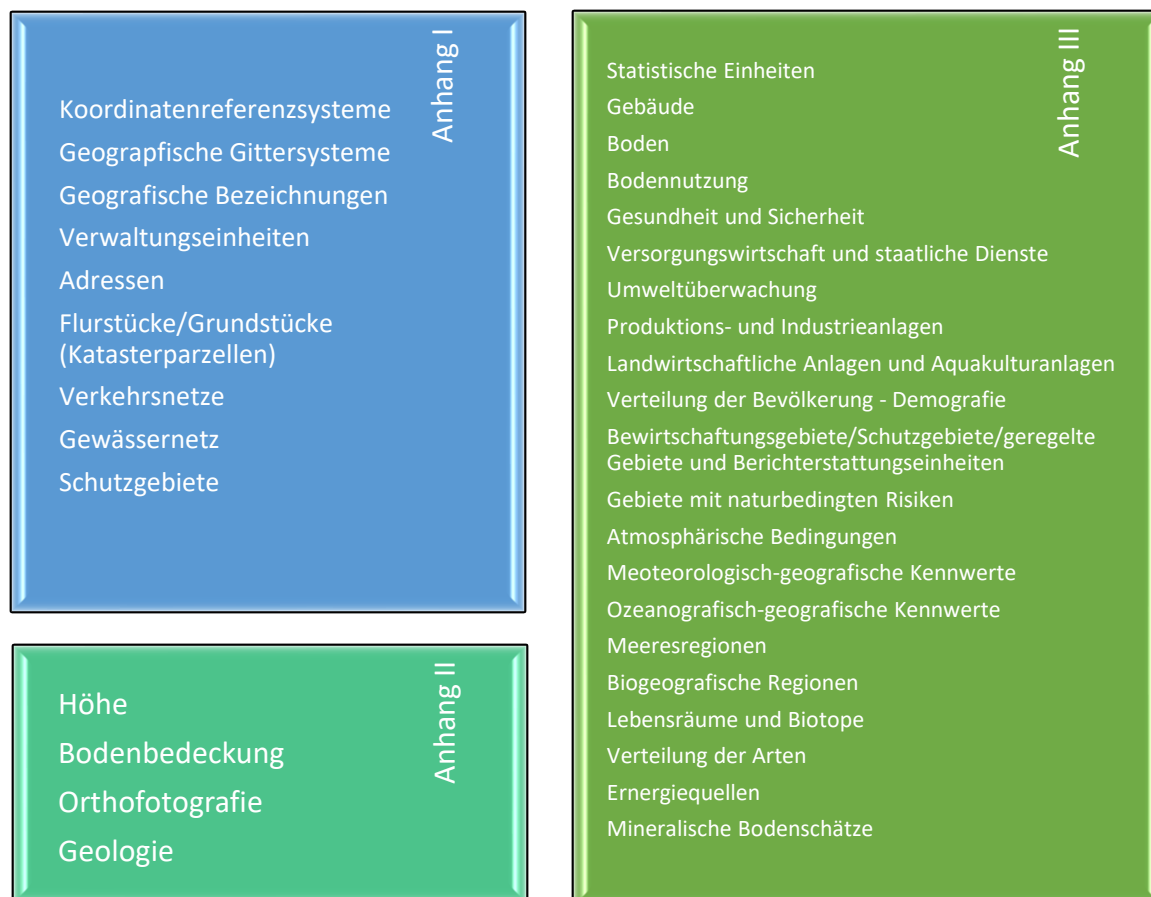 Anhang I
Koordinatenreferenzsysteme
Geograpfische Gittersysteme
Geografische Bezeichnungen
Verwaltungseinheiten
Adressen
Flurstücke/Grundstücke
(Katasterparzellen)
Verkehrsnetze
Gewässernetz
Schutzgebiete
Anhang II
Höhe
Bodenbedeckung
Orthofotografie
Geologie
Anhang III
Statistische Einheiten
Gebäude
Boden
Bodennutzung
Gesundheit und Sicherheit
Versorgungswirtschaft und staatliche Dienste
Umweltüberwachung
Produktions- und Industrieanlagen
Landwirtschaftliche Anlagen und Aquakulturanlagen
Verteilung der Bevölkerung - Demografie
Bewirtschaftungsgebiete/Schutzgebiete/geregelte
Gebiete und Berichterstattungseinheiten
Gebiete mit naturbedingten Risiken
Atmosphärische Bedingungen
Meoteorologisch-geografische Kennwerte
Ozeanografisch-geografische Kennwerte
Meeresregionen
Biogeografische Regionen
Lebensräume und Biotope
Verteilung der Arten
Ernergiequellen
Mineralische Bodenschätze